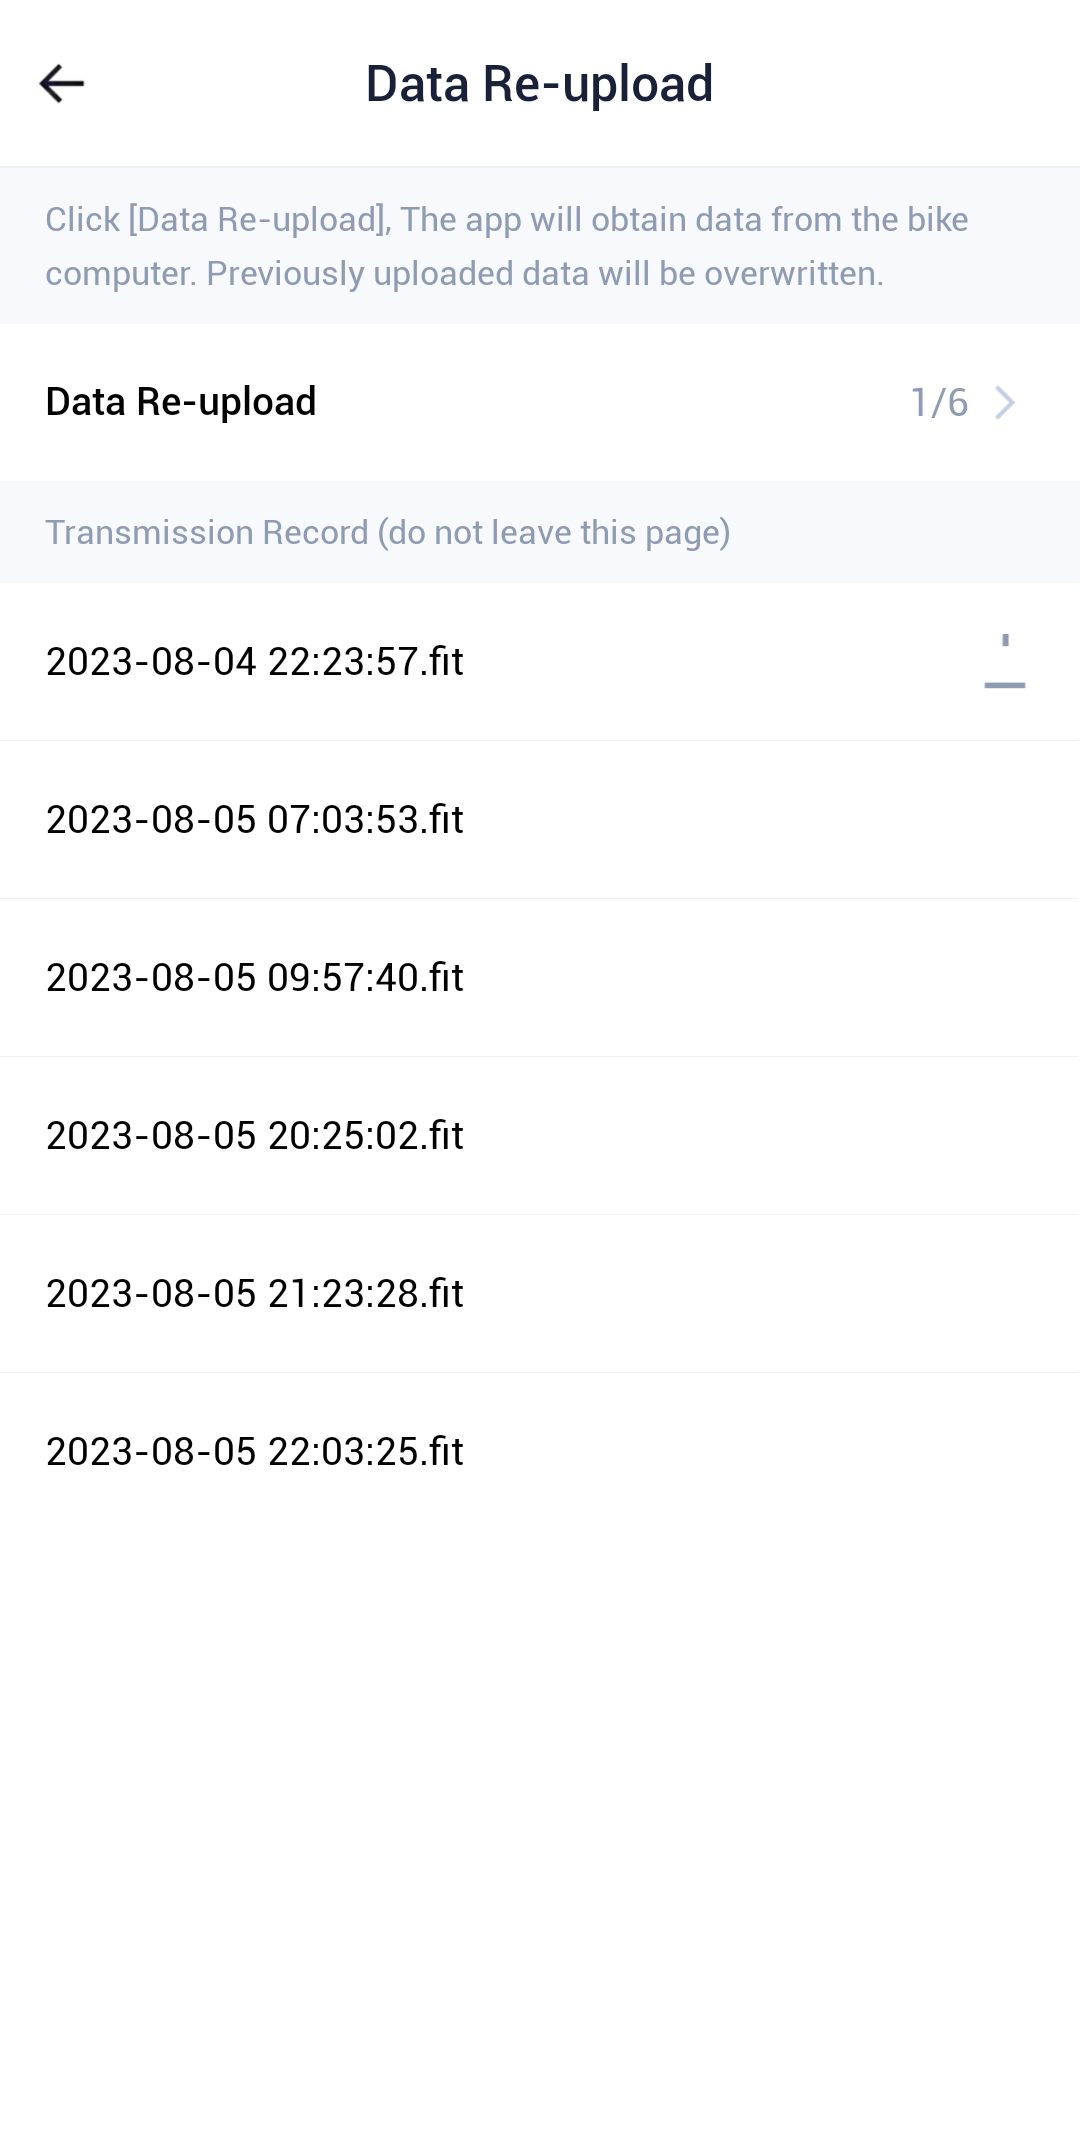 Data Re-upload
Click [Data Re-upload], The app will obtain data from the bike
computer. Previously uploaded data will be overwritten.
Data Re-upload 1/6
Transmission Record (do not leave this page)
2023-08-04 22:23:57.fit
2023-08-05 07:03:53.fit
2023-08-05 09:57:40.fit
2023-08-05 20:25:02.fit
2023-08-05 21:23:28.fit
2023-08-05 22:03:25.fit